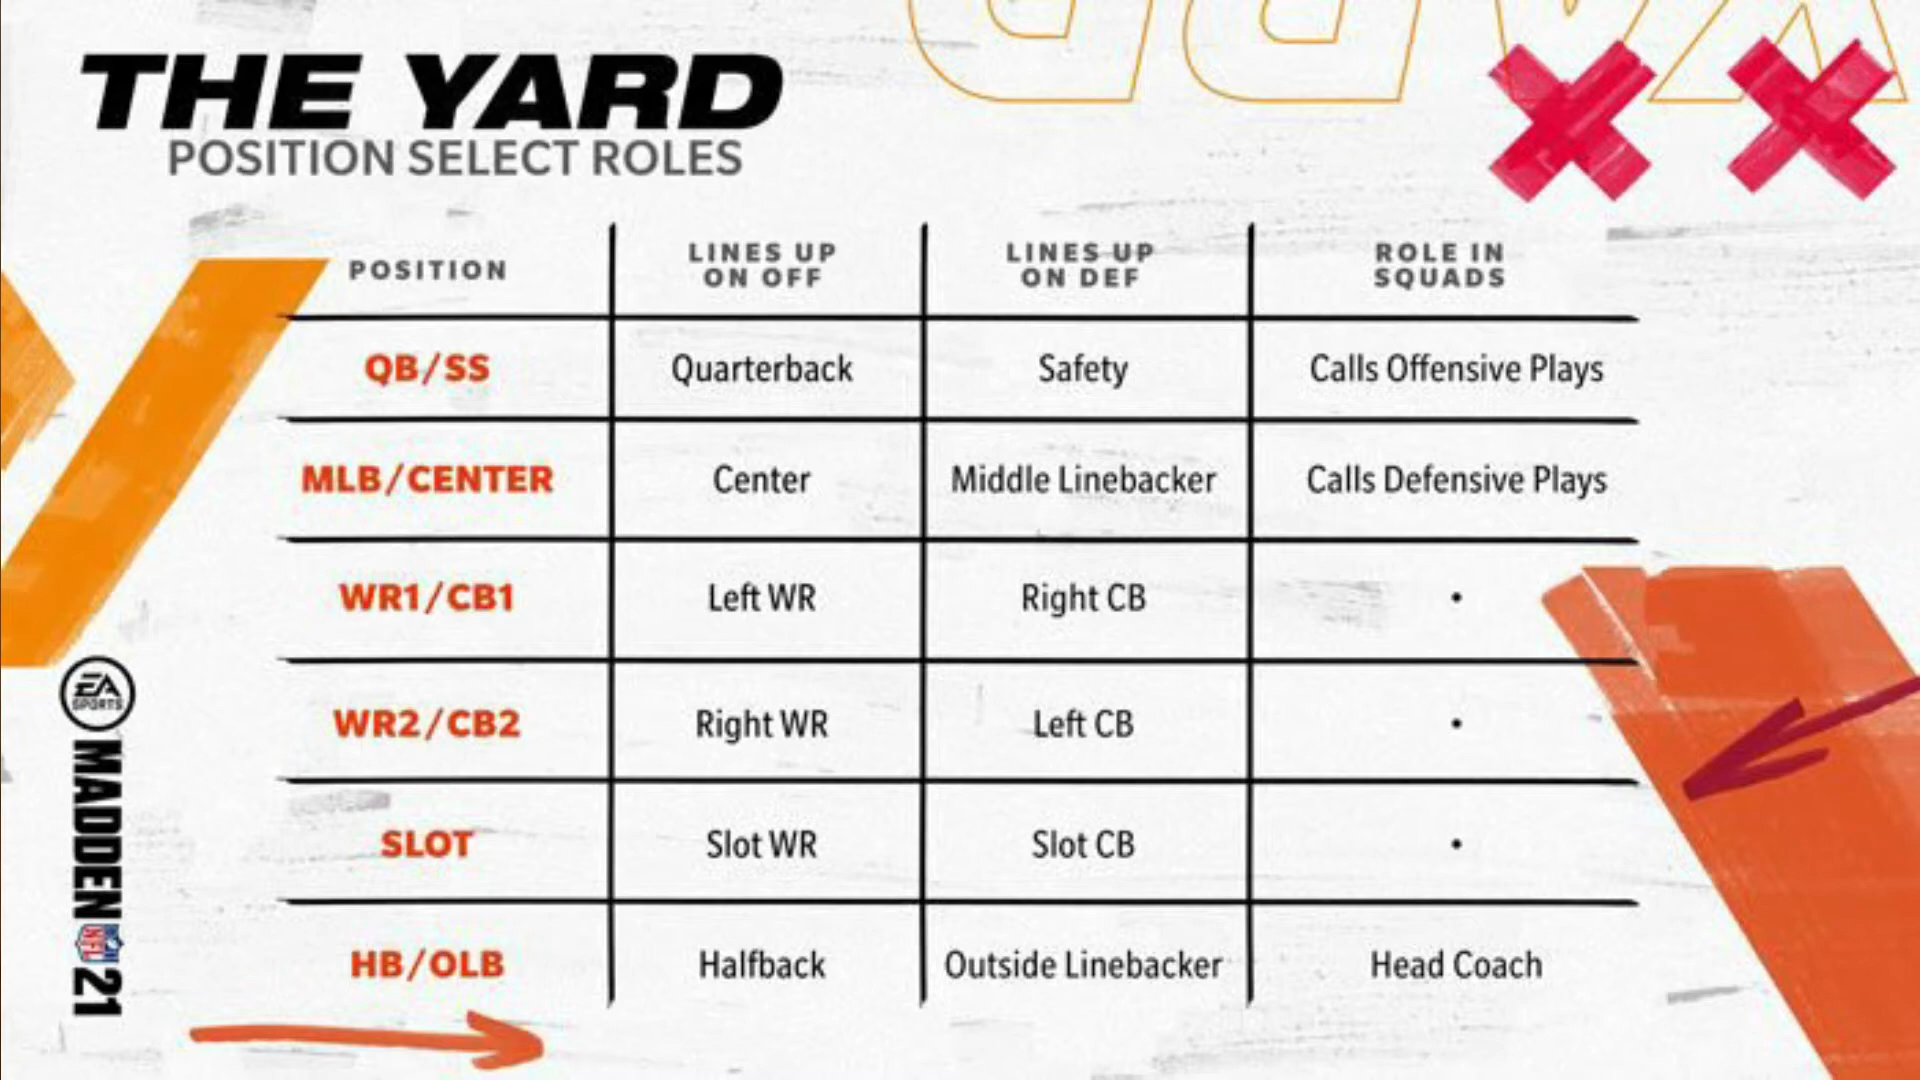 THE YARD
POSITION SELECT ROLES
POSITION
LINES UP
ON OFF
LINES UP
ON DEF
ROLE IN
SQUADS
QB/SS
Quarterback
Safety
Calls Offensive Plays
MLB/CENTER
Center
Middle Linebacker
Calls Defensive Plays
WR1/CB1
Left WR
Right CB
•
WR2/CB2
Right WR
Left CB
•
SLOT
Slot WR
Slot CB
•
HB/OLB
Halfback
Outside Linebacker
Head Coach
EA
SPORTS
MADDEN NFL 21